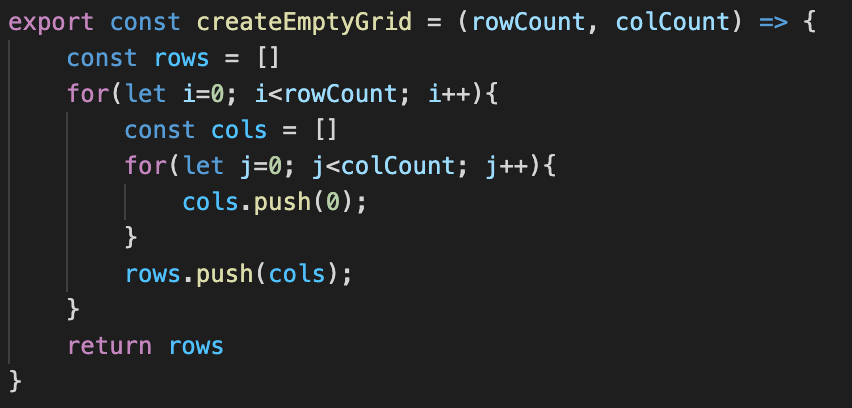 export const createEmptyGrid = (rowCount, colCount) => {
    const rows = []
    for(let i=0; i<rowCount; i++){
        const cols = []
        for(let j=0; j<colCount; j++){
            cols.push(0);
        }
        rows.push(cols);
    }
    return rows
}